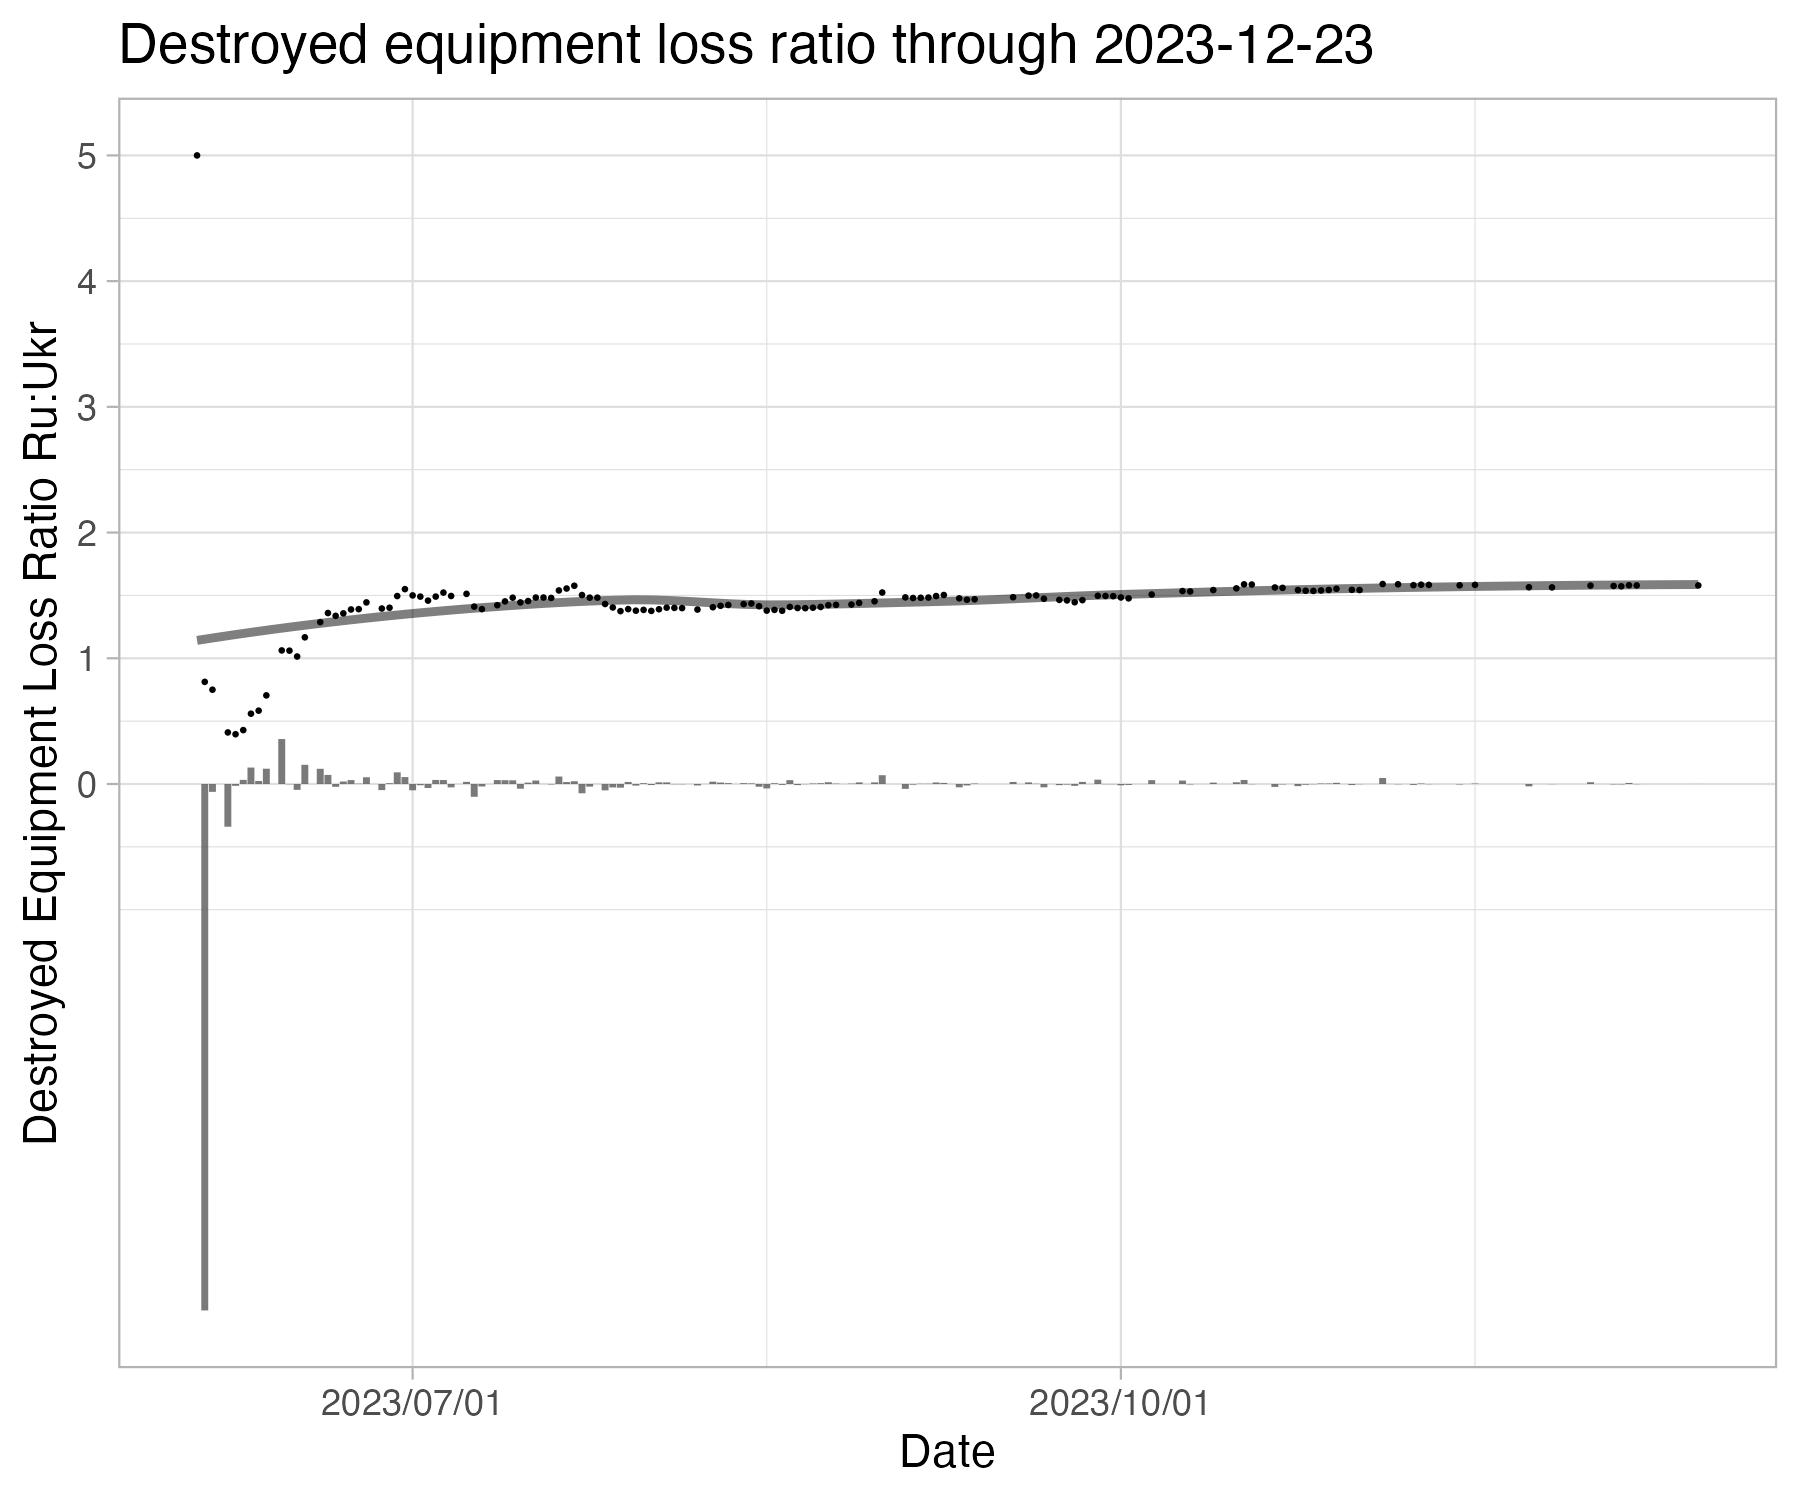 Destroyed equipment loss ratio through 2023-12-23
Destroyed Equipment Loss Ratio Ru:Ukr
5
4
3
2
1
0
2023/07/01
2023/10/01
Date